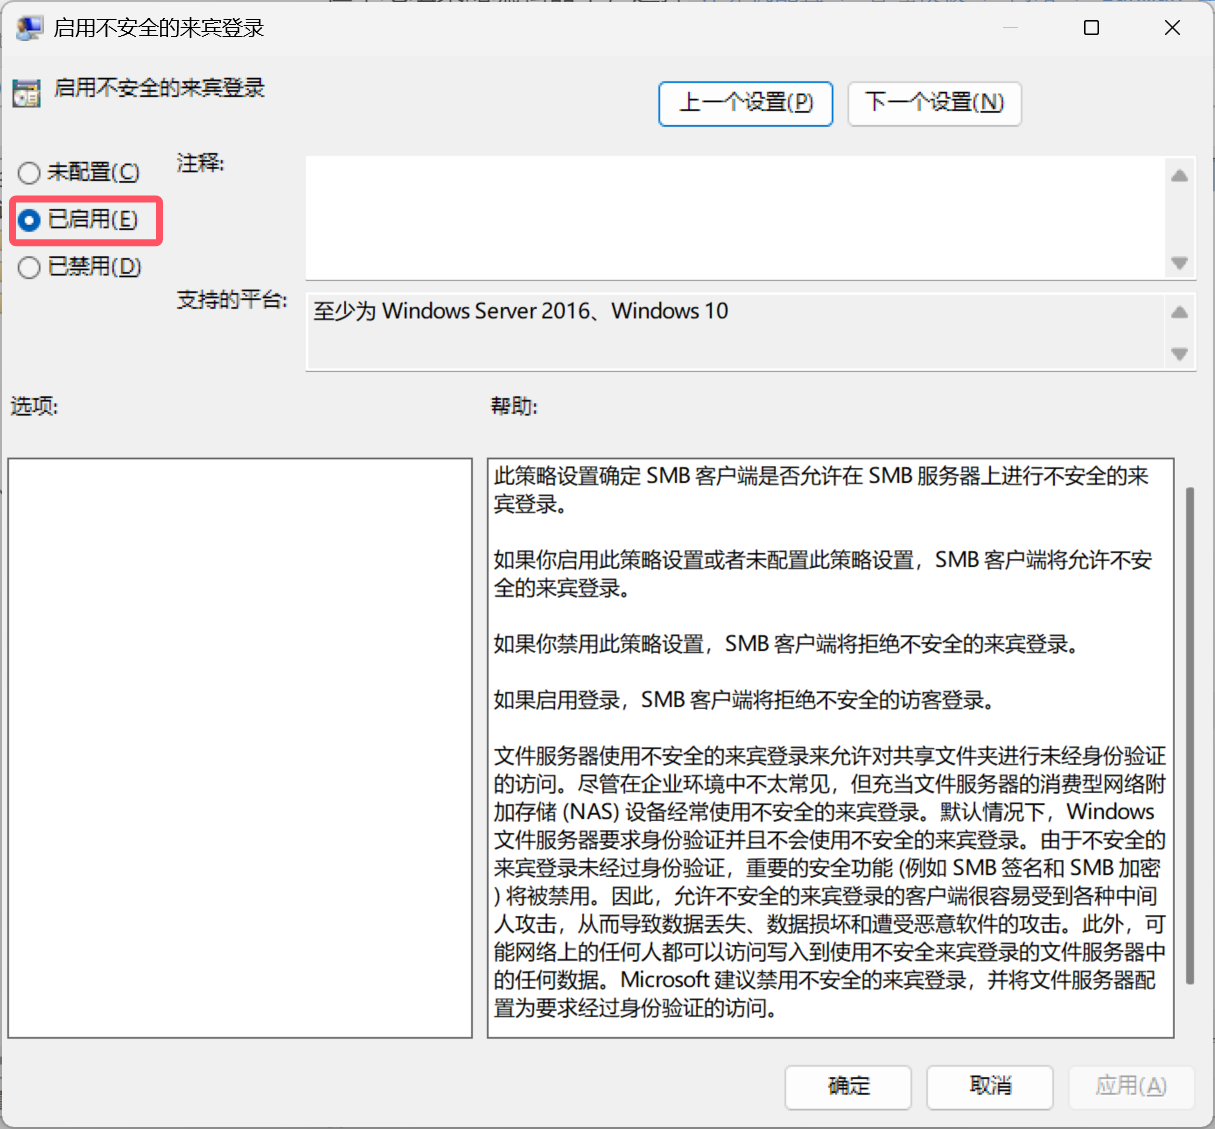 启用不安全的来宾登录
启用不安全的来宾登录
上一个设置(P)
下一个设置(N)
未配置(C)
注释:
已启用(E)
已禁用(D)
支持的平台:
至少为 Windows Server 2016、Windows 10
选项:
帮助:
此策略设置确定 SMB 客户端是否允许在 SMB 服务器上进行不安全的来
宾登录。
如果你启用此策略设置或者未配置此策略设置，SMB 客户端将允许不安
全的来宾登录。
如果你禁用此策略设置，SMB 客户端将拒绝不安全的来宾登录。
如果启用登录，SMB 客户端将拒绝不安全的访客登录。
文件服务器使用不安全的来宾登录来允许对共享文件夹进行未经身份验证
的访问。尽管在企业环境中不太常见，但充当文件服务器的消费型网络附
加存储 (NAS) 设备经常使用不安全的来宾登录。默认情况下，Windows
文件服务器要求身份验证并且不会使用不安全的来宾登录。由于不安全的
来宾登录未经过身份验证，重要的安全功能 (例如 SMB 签名和 SMB 加密
) 将被禁用。因此，允许不安全的来宾登录的客户端很容易受到各种中间
人攻击，从而导致数据丢失、数据损坏和遭受恶意软件的攻击。此外，可
能网络上的任何人都可以访问写入到使用不安全来宾登录的文件服务器中
的任何数据。Microsoft 建议禁用不安全的来宾登录，并将文件服务器配
置为要求经过身份验证的访问。
确定
取消
应用(A)